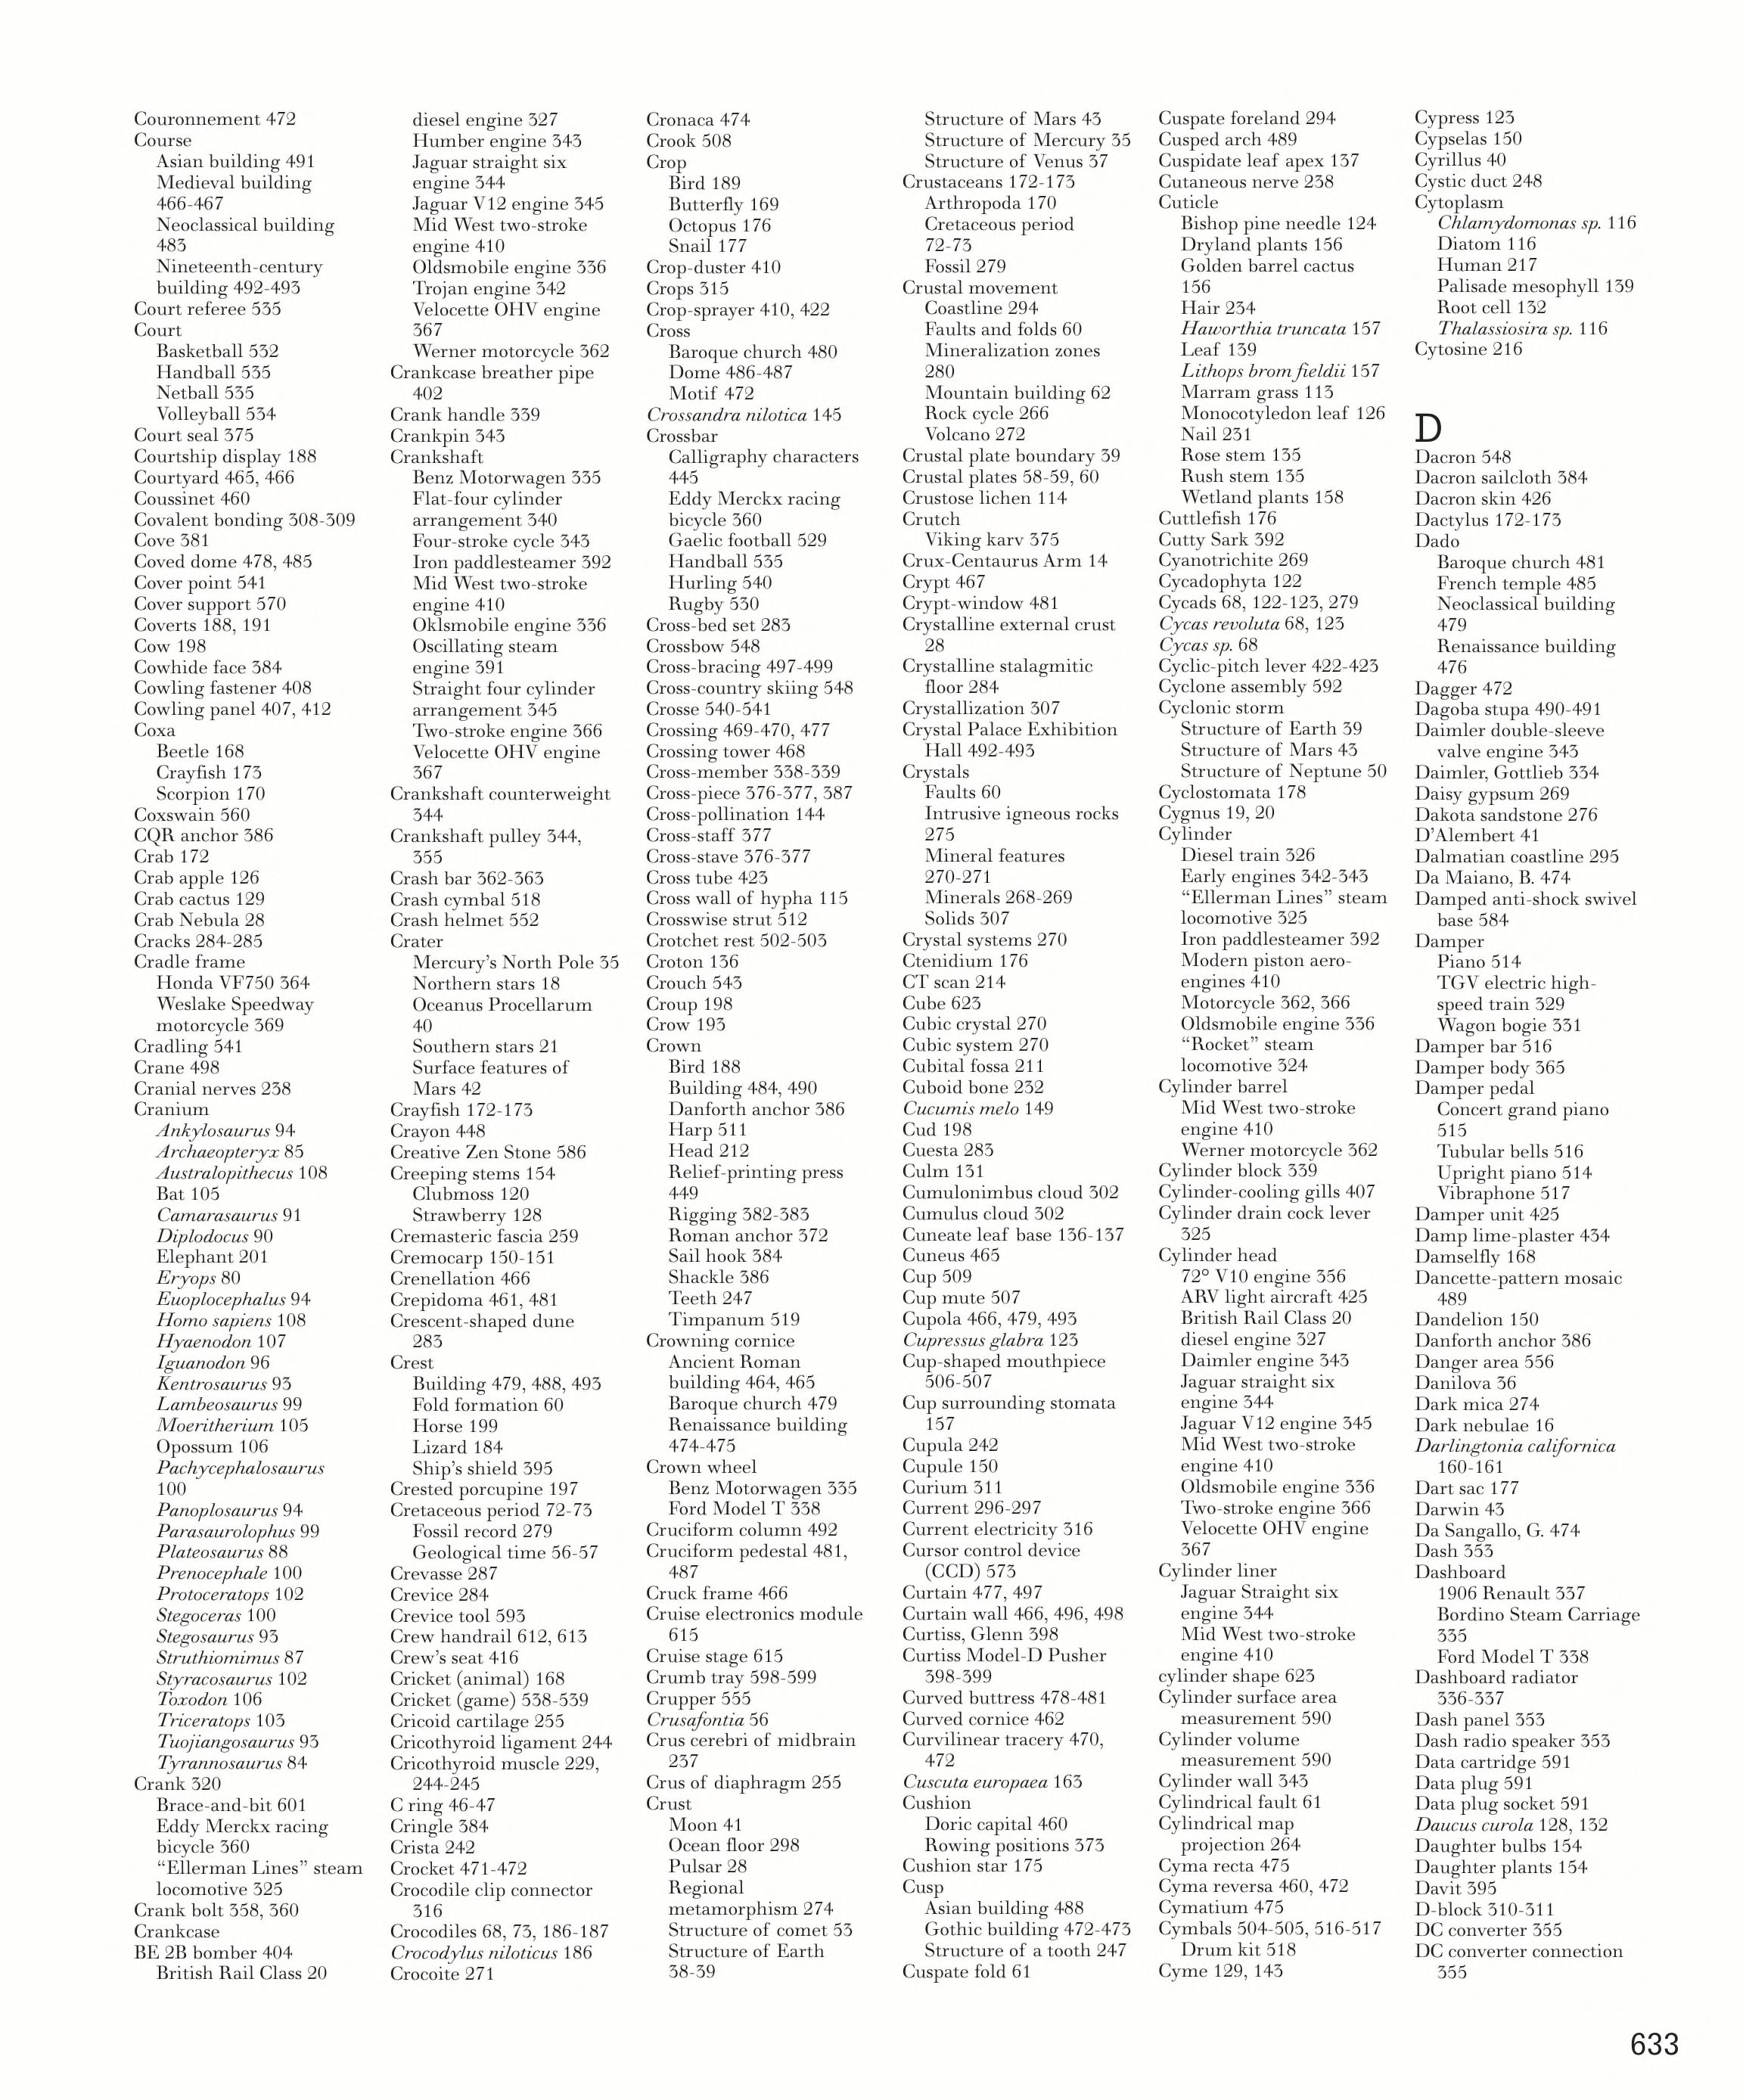 Couronnement 472
Course
Asian building 491
Medieval building
466-467
Neoclassical building
483
Nineteenth-century
building 492-493
Court referee 535
Court
Basketball 532
Handball 535
Netball 535
Volleyball 534
Court seal 375
Courtship display 188
Courtyard 465, 466
Coussinet 460
Covalent bonding 308-309
Cove 381
Coved dome 478, 485
Cover point 541
Cover support 570
Coverts 188, 191
Cow 198
Cowhide face 384
Cowling fastener 408
Cowling panel 407, 412
Coxa
Beetle 168
Crayfish 173
Scorpion 170
Coxswain 560
CQR anchor 386
Crab 172
Crab apple 126
Crab cactus 129
Crab Nebula 28
Cracks 284-285
Cradle frame
Honda VF750 364
Weslake Speedway
motorcycle 369
Cradling 541
Crane 498
Cranial nerves 238
Cranium
Ankylosaurus 94
Archaeopteryx 85
Australopithecus 108
Bat 105
Camarasaurus 91
Diplodocus 90
Elephant 201
Eryops 80
Euoplocephalus 94
Homo sapiens 108
Hyaenodon 107
Iguanodon 96
Kentrosaurus 93
Lambeosaurus 99
Moeritherium 105
Opossum 106
Pachycephalosaurus
100
Panoplosaurus 94
Parasaurolophus 99
Plateosaurus 88
Prenocephale 100
Protoceratops 102
Stegoceras 100
Stegosaurus 93
Struthiomimus 87
Styracosaurus 102
Toxodon 106
Triceratops 103
Tuojiangosaurus 93
Tyrannosaurus 84
Crank 320
Brace-and-bit 601
Eddy Merckx racing
bicycle 360
“Ellerman Lines” steam
locomotive 325
Crank bolt 358, 360
Crankcase
BE 2B bomber 404
British Rail Class 20
diesel engine 327
Humber engine 343
Jaguar straight six
engine 344
Jaguar V12 engine 345
Mid West two-stroke
engine 410
Oldsmobile engine 336
Trojan engine 342
Velocette OHV engine
367
Werner motorcycle 362
Crankcase breather pipe
402
Crank handle 339
Crankpin 343
Crankshaft
Benz Motorwagen 335
Flat-four cylinder
arrangement 340
Four-stroke cycle 343
Iron paddlesteamer 392
Mid West two-stroke
engine 410
Oklsmobile engine 336
Oscillating steam
engine 391
Straight four cylinder
arrangement 345
Two-stroke engine 366
Velocette OHV engine
367
Crankshaft counterweight
344
Crankshaft pulley 344,
355
Crash bar 362-363
Crash cymbal 518
Crash helmet 552
Crater
Mercury’s North Pole 35
Northern stars 18
Oceanus Procellarum
40
Southern stars 21
Surface features of
Mars 42
Crayfish 172-173
Crayon 448
Creative Zen Stone 586
Creeping stems 154
Clubmoss 120
Strawberry 128
Cremasteric fascia 259
Cremocarp 150-151
Crenellation 466
Crepidoma 461, 481
Crescent-shaped dune
283
Crest
Building 479, 488, 493
Fold formation 60
Horse 199
Lizard 184
Ship’s shield 395
Crested porcupine 197
Cretaceous period 72-73
Fossil record 279
Geological time 56-57
Crevasse 287
Crevice 284
Crevice tool 593
Crew handrail 612, 613
Crew’s seat 416
Cricket (animal) 168
Cricket (game) 538-539
Cricoid cartilage 255
Cricothyroid ligament 244
Cricothyroid muscle 229,
244-245
C ring 46-47
Cringle 384
Crista 242
Crocket 471-472
Crocodile clip connector
316
Crocodiles 68, 73, 186-187
Crocodylus niloticus 186
Crocoite 271
Cronaca 474
Crook 508
Crop
Bird 189
Butterfly 169
Octopus 176
Snail 177
Crop-duster 410
Crops 315
Crop-sprayer 410, 422
Cross
Baroque church 480
Dome 486-487
Motif 472
Crossandra nilotica 145
Crossbar
Calligraphy characters
445
Eddy Merckx racing
bicycle 360
Gaelic football 529
Handball 535
Hurling 540
Rugby 530
Cross-bed set 283
Crossbow 548
Cross-bracing 497-499
Cross-country skiing 548
Crosse 540-541
Crossing 469-470, 477
Crossing tower 468
Cross-member 338-339
Cross-piece 376-377, 387
Cross-pollination 144
Cross-staff 377
Cross-stave 376-377
Cross tube 423
Cross wall of hypha 115
Crosswise strut 512
Crotchet rest 502-503
Croton 136
Crouch 543
Croup 198
Crow 193
Crown
Bird 188
Building 484, 490
Danforth anchor 386
Harp 511
Head 212
Relief-printing press
449
Rigging 382-383
Roman anchor 372
Sail hook 384
Shackle 386
Teeth 247
Timpanum 519
Crowning cornice
Ancient Roman
building 464, 465
Baroque church 479
Renaissance building
474-475
Crown wheel
Benz Motorwagen 335
Ford Model T 338
Cruciform column 492
Cruciform pedestal 481,
487
Cruck frame 466
Cruise electronics module
615
Cruise stage 615
Crumb tray 598-599
Crupper 555
Crusafontia 56
Crus cerebri of midbrain
237
Crus of diaphragm 255
Crust
Moon 41
Ocean floor 298
Pulsar 28
Regional
metamorphism 274
Structure of comet 53
Structure of Earth
38-39
Structure of Mars 43
Structure of Mercury 35
Structure of Venus 37
Crustaceans 172-173
Arthropoda 170
Cretaceous period
72-73
Fossil 279
Crustal movement
Coastline 294
Faults and folds 60
Mineralization zones
280
Mountain building 62
Rock cycle 266
Volcano 272
Crustal plate boundary 39
Crustal plates 58-59, 60
Crustose lichen 114
Crutch
Viking karv 375
Crux-Centaurus Arm 14
Crypt 467
Crypt-window 481
Crystalline external crust
28
Crystalline stalagmitic
floor 284
Crystallization 307
Crystal Palace Exhibition
Hall 492-493
Crystals
Faults 60
Intrusive igneous rocks
275
Mineral features
270-271
Minerals 268-269
Solids 307
Crystal systems 270
Ctenidium 176
CT scan 214
Cube 623
Cubic crystal 270
Cubic system 270
Cubital fossa 211
Cuboid bone 232
Cucumis melo 149
Cud 198
Cuesta 283
Culm 131
Cumulonimbus cloud 302
Cumulus cloud 302
Cuneate leaf base 136-137
Cuneus 465
Cup 509
Cup mute 507
Cupola 466, 479, 493
Cupressus glabra 123
Cup-shaped mouthpiece
506-507
Cup surrounding stomata
157
Cupula 242
Cupule 150
Curium 311
Current 296-297
Current electricity 316
Cursor control device
(CCD) 573
Curtain 477, 497
Curtain wall 466, 496, 498
Curtiss, Glenn 398
Curtiss Model-D Pusher
398-399
Curved buttress 478-481
Curved cornice 462
Curvilinear tracery 470,
472
Cuscuta europaea 163
Cushion
Doric capital 460
Rowing positions 373
Cushion star 175
Cusp
Asian building 488
Gothic building 472-473
Structure of a tooth 247
Cuspate fold 61
Cuspate foreland 294
Cusped arch 489
Cuspidate leaf apex 137
Cutaneous nerve 238
Cuticle
Bishop pine needle 124
Dryland plants 156
Golden barrel cactus
156
Hair 234
Haworthia truncata 157
Leaf 139
Lithops brom fieldii 157
Marram grass 113
Monocotyledon leaf 126
Nail 231
Rose stem 135
Rush stem 135
Wetland plants 158
Cuttlefish 176
Cutty Sark 392
Cyanotrichite 269
Cycadophyta 122
Cycads 68, 122-123, 279
Cycas revoluta 68, 123
Cycas sp. 68
Cyclic-pitch lever 422-423
Cyclone assembly 592
Cyclonic storm
Structure of Earth 39
Structure of Mars 43
Structure of Neptune 50
Cyclostomata 178
Cygnus 19, 20
Cylinder
Diesel train 326
Early engines 342-343
“Ellerman Lines” steam
locomotive 325
Iron paddlesteamer 392
Modern piston aero-
engines 410
Motorcycle 362, 366
Oldsmobile engine 336
“Rocket” steam
locomotive 324
Cylinder barrel
Mid West two-stroke
engine 410
Werner motorcycle 362
Cylinder block 339
Cylinder-cooling gills 407
Cylinder drain cock lever
325
Cylinder head
72° V10 engine 356
ARV light aircraft 425
British Rail Class 20
diesel engine 327
Daimler engine 343
Jaguar straight six
engine 344
Jaguar V12 engine 345
Mid West two-stroke
engine 410
Oldsmobile engine 336
Two-stroke engine 366
Velocette OHV engine
367
Cylinder liner
Jaguar Straight six
engine 344
Mid West two-stroke
engine 410
cylinder shape 623
Cylinder surface area
measurement 590
Cylinder volume
measurement 590
Cylinder wall 343
Cylindrical fault 61
Cylindrical map
projection 264
Cyma recta 475
Cyma reversa 460, 472
Cymatium 475
Cymbals 504-505, 516-517
Drum kit 518
Cyme 129, 143
Cypress 123
Cypselas 150
Cyrillus 40
Cystic duct 248
Cytoplasm
Chlamydomonas sp. 116
Diatom 116
Human 217
Palisade mesophyll 139
Root cell 132
Thalassiosira sp. 116
Cytosine 216
D
Dacron 548
Dacron sailcloth 384
Dacron skin 426
Dactylus 172-173
Dado
Baroque church 481
French temple 485
Neoclassical building
479
Renaissance building
476
Dagger 472
Dagoba stupa 490-491
Daimler double-sleeve
valve engine 343
Daimler, Gottlieb 334
Daisy gypsum 269
Dakota sandstone 276
D’Alembert 41
Dalmatian coastline 295
Da Maiano, B. 474
Damped anti-shock swivel
base 584
Damper
Piano 514
TGV electric high-
speed train 329
Wagon bogie 331
Damper bar 516
Damper body 365
Damper pedal
Concert grand piano
515
Tubular bells 516
Upright piano 514
Vibraphone 517
Damper unit 425
Damp lime-plaster 434
Damselfly 168
Dancette-pattern mosaic
489
Dandelion 150
Danforth anchor 386
Danger area 556
Danilova 36
Dark mica 274
Dark nebulae 16
Darlingtonia californica
160-161
Dart sac 177
Darwin 43
Da Sangallo, G. 474
Dash 353
Dashboard
1906 Renault 337
Bordino Steam Carriage
335
Ford Model T 338
Dashboard radiator
336-337
Dash panel 353
Dash radio speaker 353
Data cartridge 591
Data plug 591
Data plug socket 591
Daucus curola 128, 132
Daughter bulbs 154
Daughter plants 154
Davit 395
D-block 310-311
DC converter 355
DC converter connection
355
633